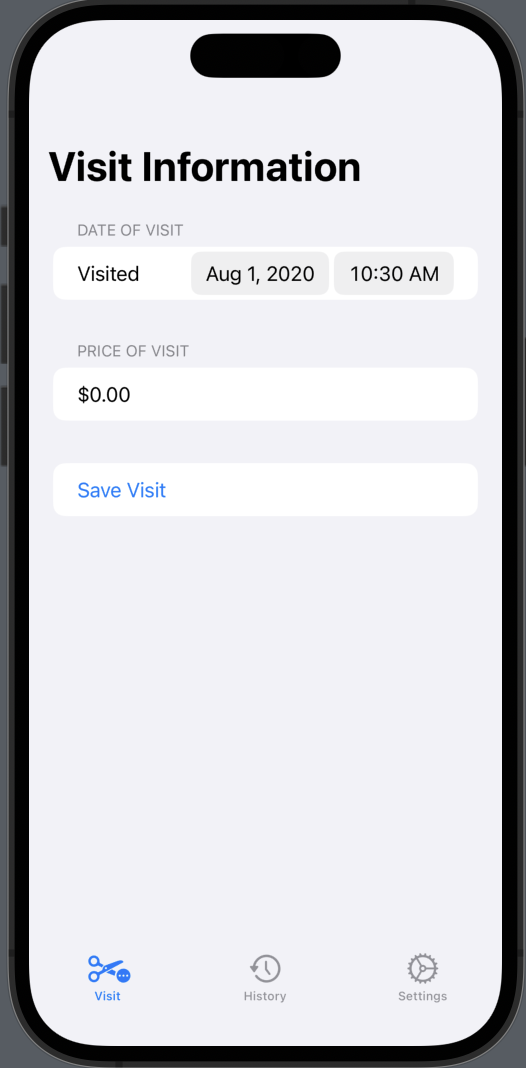 Visit Information
DATE OF VISIT
Visited Aug 1, 2020 10:30 AM
PRICE OF VISIT
$0.00
Save Visit
Visit History Settings